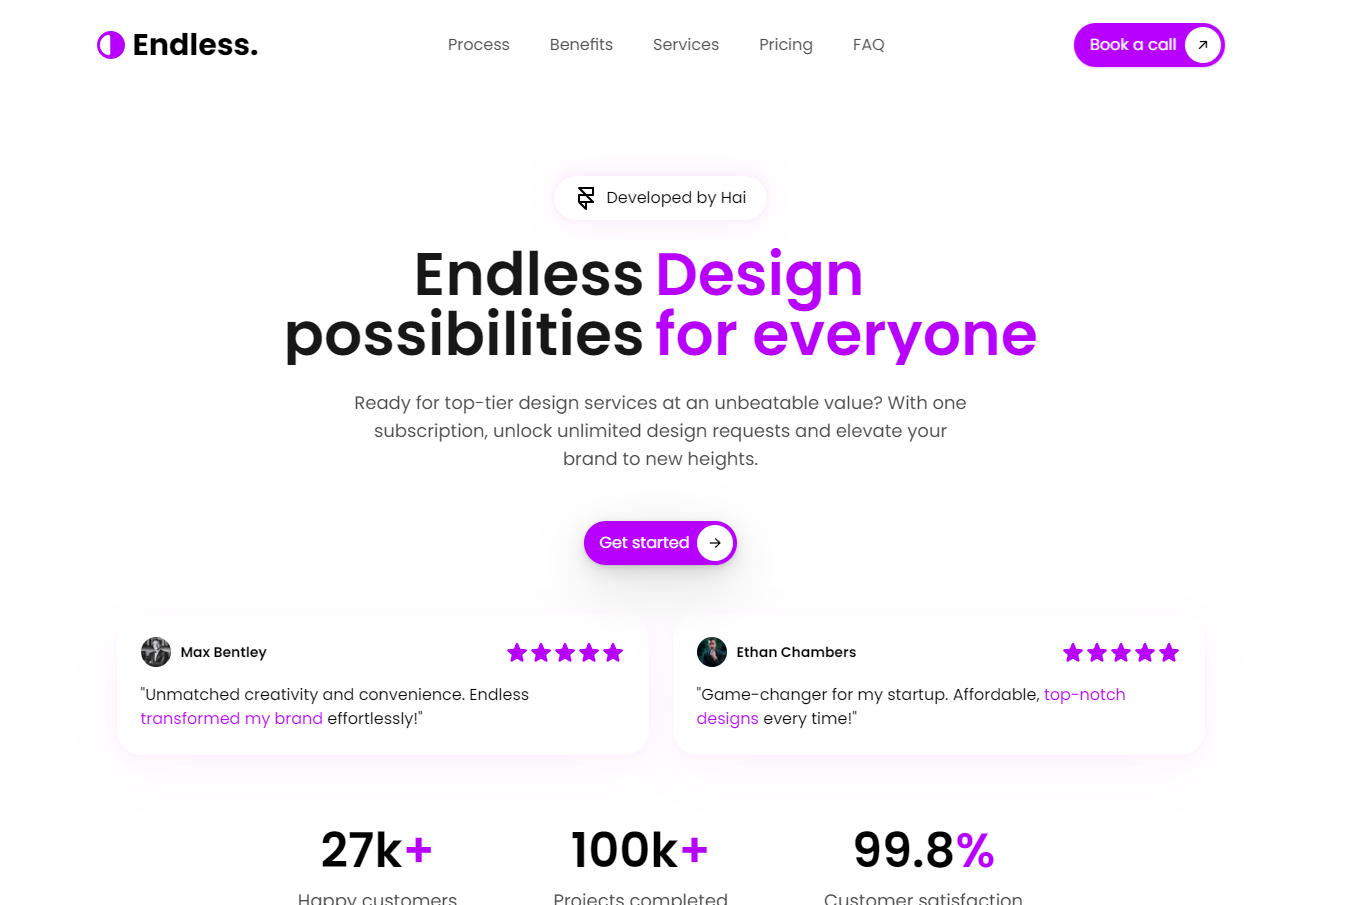 Endless.
Process
Benefits
Services
Pricing
FAQ
Book a call
Developed by Hai
Endless Design
possibilities for everyone
Ready for top-tier design services at an unbeatable value? With one
subscription, unlock unlimited design requests and elevate your
brand to new heights.
Get started
Max Bentley
"Unmatched creativity and convenience. Endless
transformed my brand effortlessly!"
Ethan Chambers
"Game-changer for my startup. Affordable, top-notch
designs every time!"
27k+
100k+
99.8%
Happy customers
Projects completed
Customer satisfaction